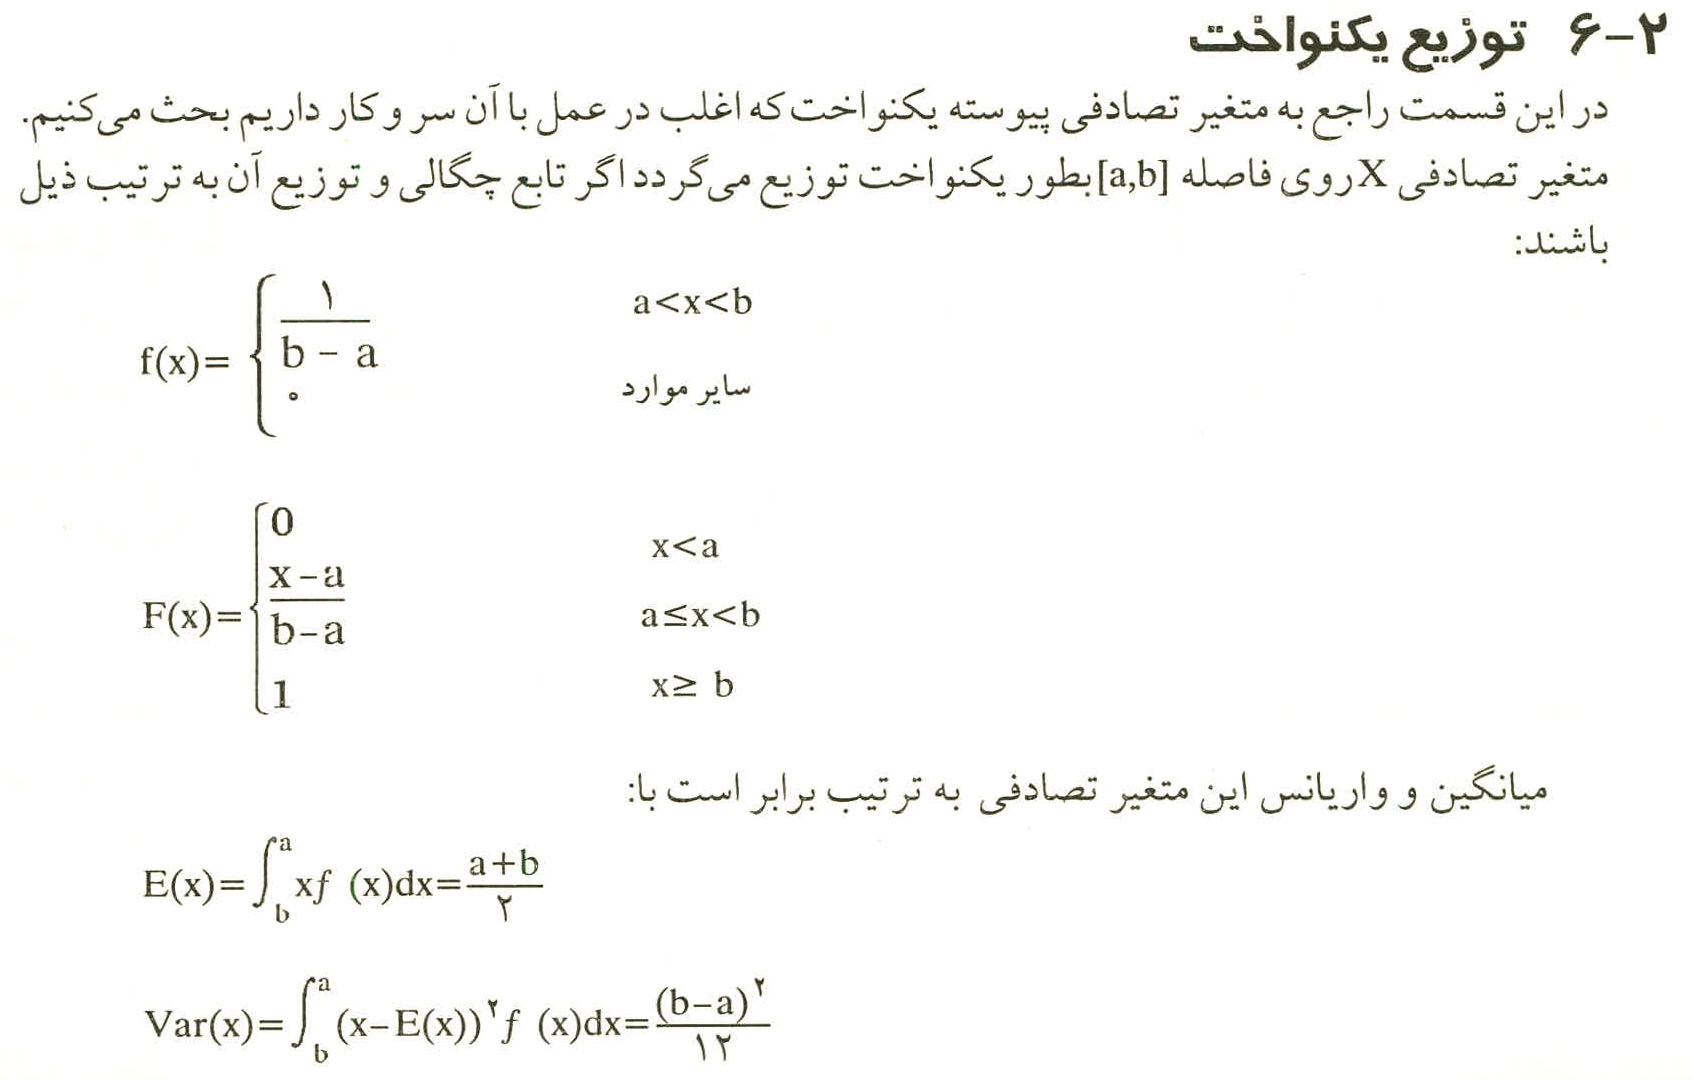 ۶-۲ توزیع یکنواخت
در این قسمت راجع به متغیر تصادفی پیوسته یکنواخت که اغلب در عمل با آن سر و کار داریم بحث می‌کنیم.
متغیر تصادفی X روی فاصله [a,b] بطور یکنواخت توزیع می‌گردد اگر تابع چگالی و توزیع آن به ترتیب ذیل
باشند:
۱ a<x<b
f(x)= { b - a
۰ سایر موارد
0 x<a
x-a
F(x)= { b-a a≤x<b
1 x≥ b
میانگین و واریانس این متغیر تصادفی به ترتیب برابر است با:
E(x)=∫_b^a xf (x)dx=(a+b)/۲
Var(x)=∫_b^a (x-E(x))^۲ f (x)dx=(b-a)^۲/۱۲